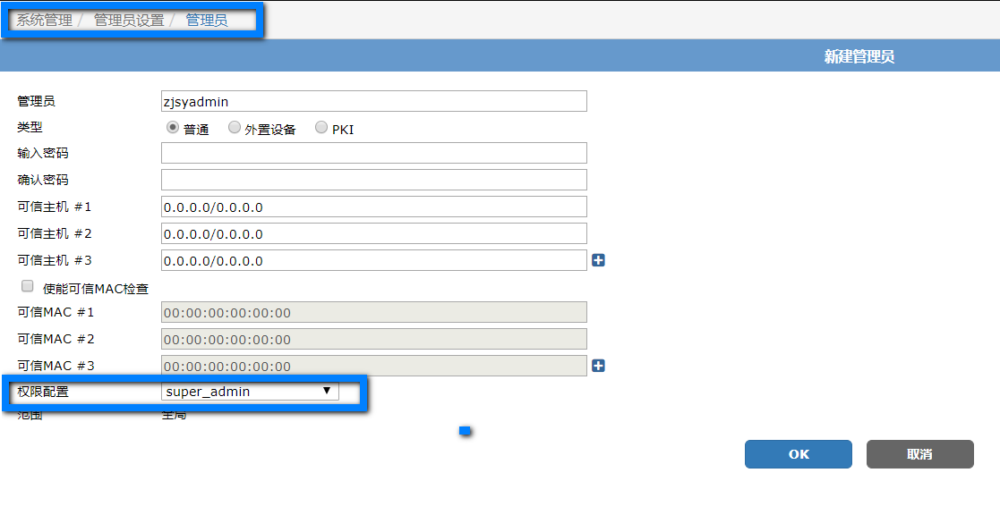 系统管理 / 管理员设置 / 管理员
新建管理员
管理员 zjsyadmin
类型 普通 外置设备 PKI
输入密码
确认密码
可信主机 #1 0.0.0.0/0.0.0.0
可信主机 #2 0.0.0.0/0.0.0.0
可信主机 #3 0.0.0.0/0.0.0.0
使能可信MAC检查
可信MAC #1 00:00:00:00:00:00
可信MAC #2 00:00:00:00:00:00
可信MAC #3 00:00:00:00:00:00
权限配置 super_admin
范围 全局
OK 取消